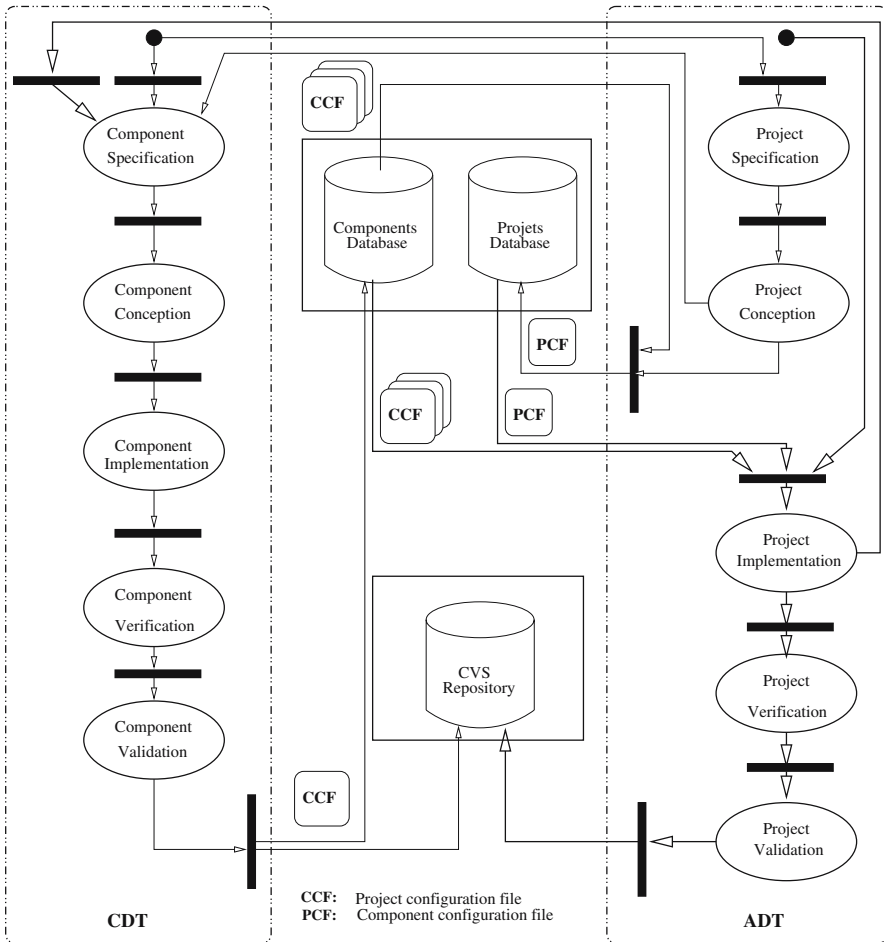 CCF
Component
Specification
Project
Specification
Components
Database
Projets
Database
Component
Conception
Project
Conception
PCF
CCF
PCF
Component
Implementation
Project
Implementation
Component
Verification
CVS
Repository
Project
Verification
Component
Validation
CCF
Project
Validation
CCF: Project configuration file
PCF: Component configuration file
CDT
ADT